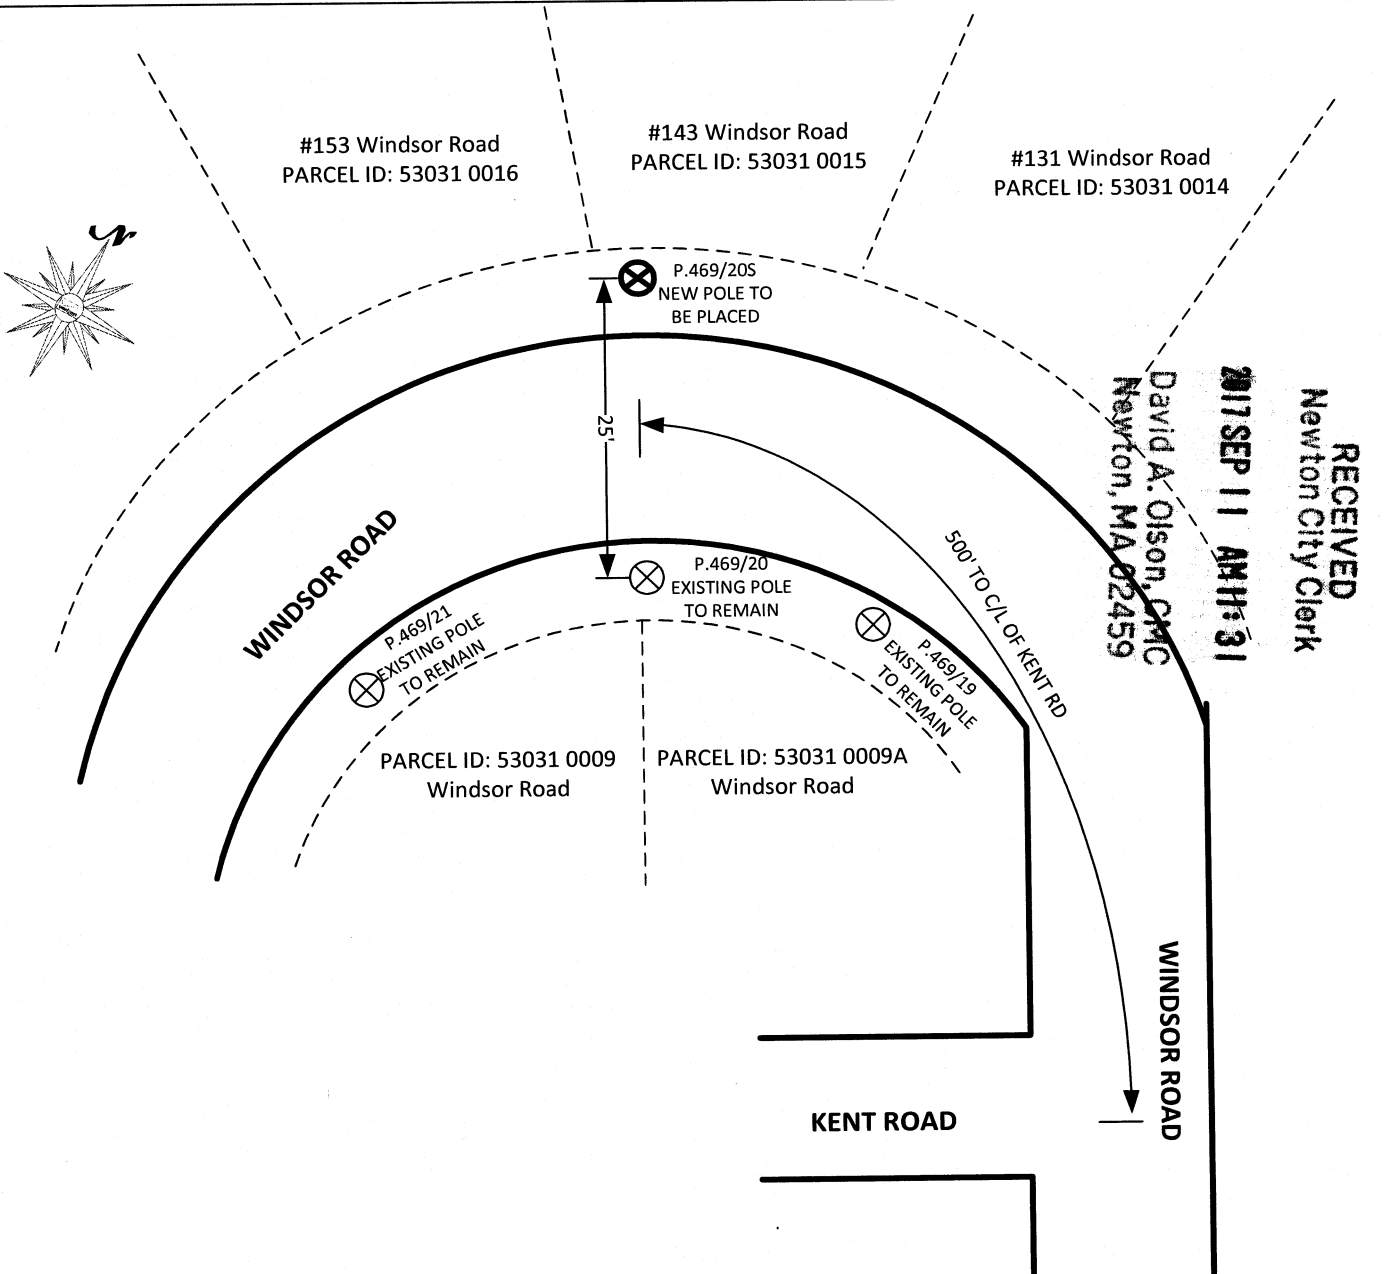 #153 Windsor Road
PARCEL ID: 53031 0016
#143 Windsor Road
PARCEL ID: 53031 0015
#131 Windsor Road
PARCEL ID: 53031 0014
N
P.469/20S
NEW POLE TO
BE PLACED
25'
RECEIVED
Newton City Clerk
2017 SEP 11 AM 11:31
David A. Olson, CMC
Newton, MA 02459
WINDSOR ROAD
500' TO C/L OF KENT RD
P.469/20
EXISTING POLE
TO REMAIN
P.469/21
EXISTING POLE
TO REMAIN
P.469/19
EXISTING POLE
TO REMAIN
PARCEL ID: 53031 0009
Windsor Road
PARCEL ID: 53031 0009A
Windsor Road
WINDSOR ROAD
KENT ROAD